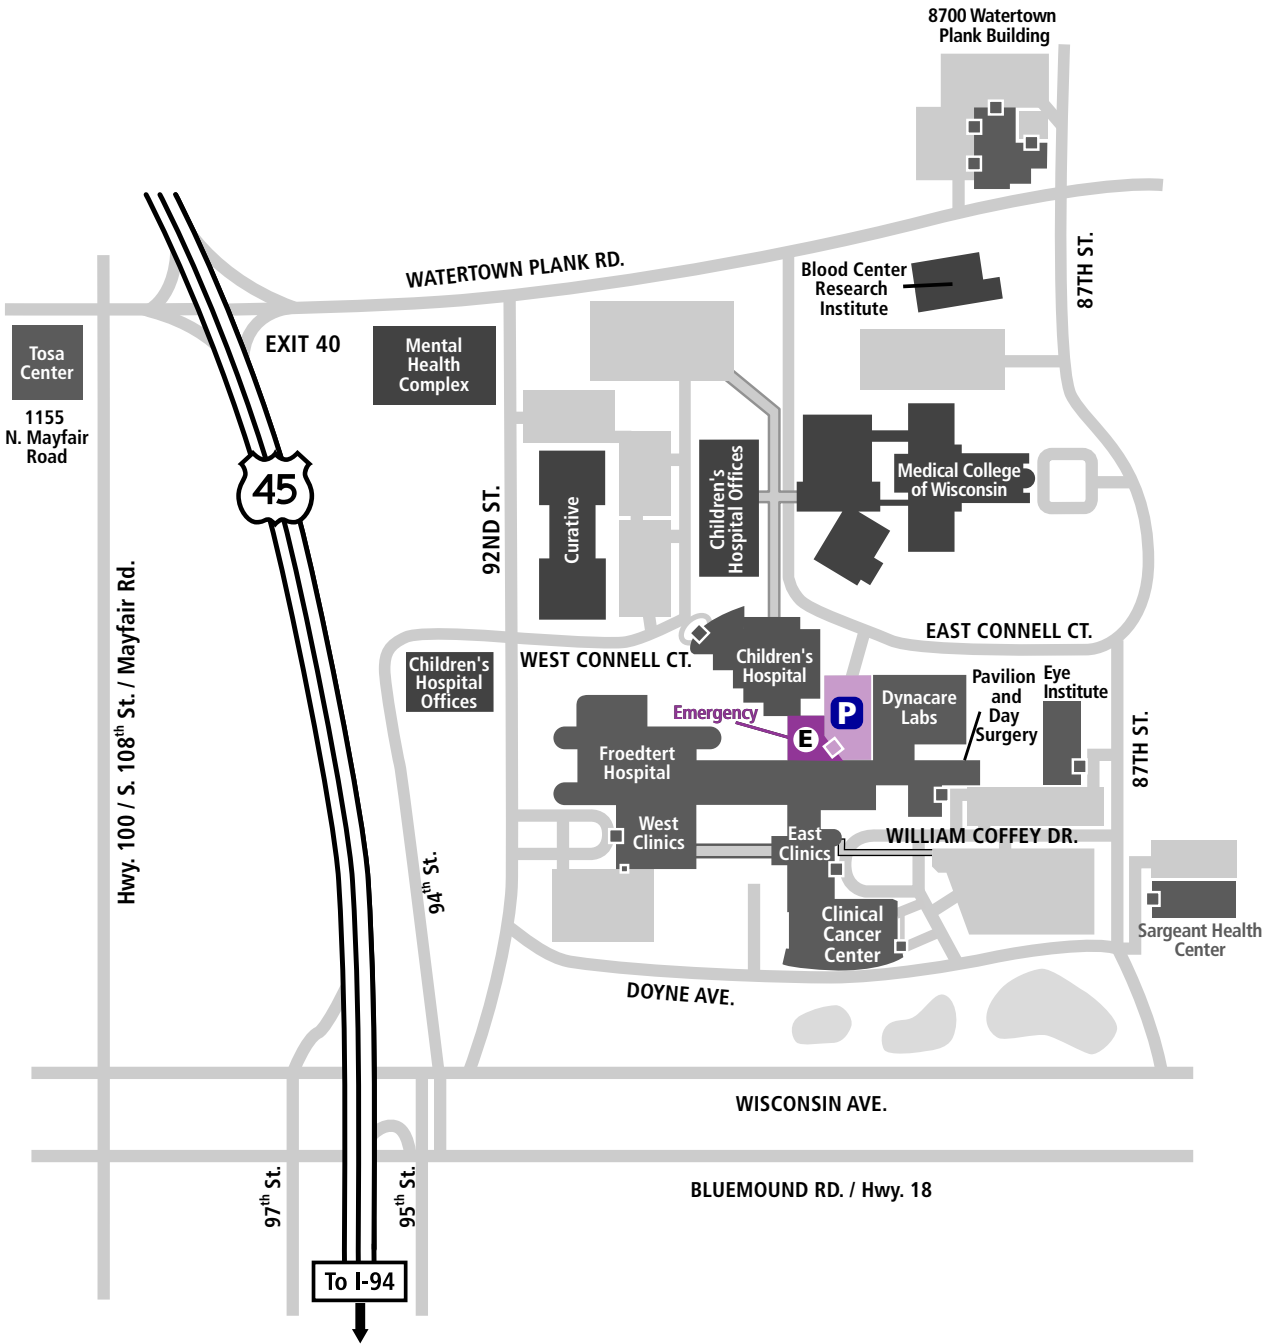 8700 Watertown
Plank Building
WATERTOWN PLANK RD.
87TH ST.
Blood Center
Research
Institute
EXIT 40
Tosa
Center
1155
N. Mayfair
Road
Mental
Health
Complex
45
92ND ST.
Curative
Children's
Hospital Offices
Medical College
of Wisconsin
Hwy. 100 / S. 108th St. / Mayfair Rd.
EAST CONNELL CT.
WEST CONNELL CT.
Children's
Hospital
Offices
Children's
Hospital
Pavilion
and
Day
Surgery
Eye
Institute
Dynacare
Labs
P
Emergency
E
87TH ST.
Froedtert
Hospital
West
Clinics
East
Clinics
WILLIAM COFFEY DR.
94th St.
Clinical
Cancer
Center
Sargeant Health
Center
DOYNE AVE.
WISCONSIN AVE.
97th St.
95th St.
BLUEMOUND RD. / Hwy. 18
To I-94